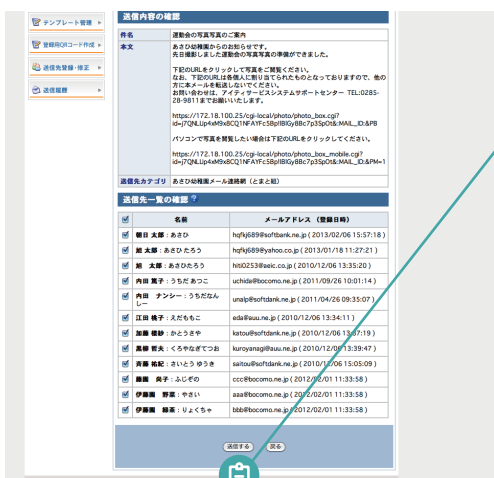 テンプレート管理
登録用QRコード作成
送信先登録・修正
送信履歴
送信内容の確認
件名 運動会の写真写真のご案内
本文 あさひ幼稚園からのお知らせです。
先日撮影しました運動会の写真写真の準備ができました。
下記のURLをクリックして写真をご覧ください。
なお、下記のURLは各個人に割り当てられたものとなっておりますので、他の
方に本メールを転送しないでください。
お問い合わせは、アイティサービスシステムサポートセンター TEL:0285-
28-9811までお願いいたします。
https://172.18.100.25/cgi-local/photo/photo_box.cgi?
パソコンで写真を閲覧したい場合は下記のURLをクリックしてください。
https://172.18.100.25/cgi-local/photo/photo_box_mobile.cgi?
送信先カテゴリ あさひ幼稚園メール連絡網（とまと組）
送信先一覧の確認 ?
名前 メールアドレス （登録日時）
朝日 太郎：あさひ hqfkj689@softbank.ne.jp ( 2013/02/06 15:57:18 )
旭 太郎：あさひ たろう hqfkj689@yahoo.co.jp ( 2013/01/18 11:27:21 )
旭 太郎：あさひたろう hiti0253@aeic.co.jp ( 2010/12/06 13:35:20 )
内田 篤子：うちだ あつこ uchida@bocomo.ne.jp ( 2011/09/26 10:01:14 )
内田 ナンシー：うちだなん
しー unalp@softdank.ne.jp ( 2011/04/26 09:35:07 )
江田 桃子：えだももこ eda@auu.ne.jp ( 2010/12/06 13:34:11 )
加藤 様紗：かとうさや katou@softdank.ne.jp ( 2010/12/06 13:37:19 )
黒柳 哲夫：くろやなぎてつお kuroyanagi@auu.ne.jp ( 2010/12/06 13:39:47 )
斉藤 祐紀：さいとう ゆうき saitou@softdank.ne.jp ( 2010/12/06 15:05:09 )
藤園 尚子：ふじぞの ccc@bocomo.ne.jp ( 2012/02/01 11:33:58 )
伊藤園 野菜：やさい aaa@bocomo.ne.jp ( 2012/02/01 11:33:58 )
伊藤園 緑茶：りょくちゃ bbb@bocomo.ne.jp ( 2012/02/01 11:33:58 )
送信する 戻る